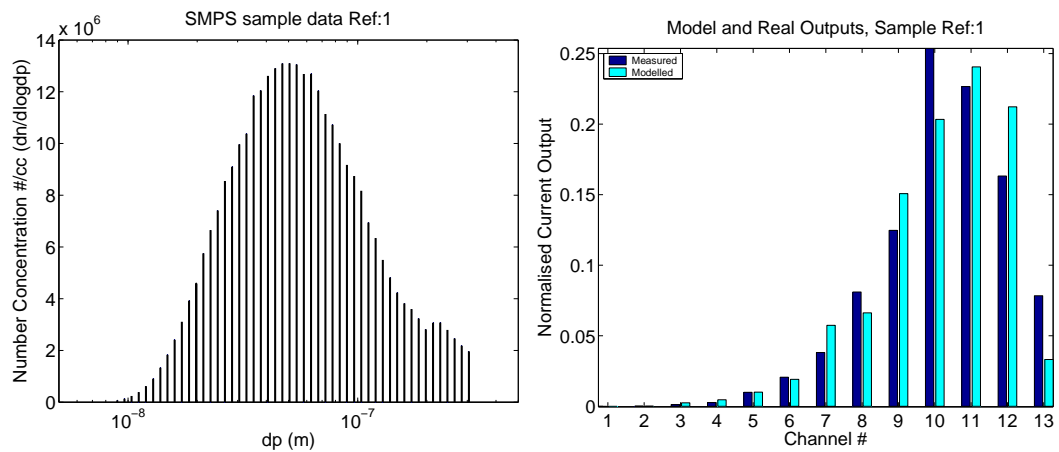 SMPS sample data Ref:1
x 10^6
14
12
10
8
6
4
2
0
Number Concentration #/cc (dn/dlogdp)
10^−8
10^−7
dp (m)
Model and Real Outputs, Sample Ref:1
Measured
Modelled
0.25
0.2
0.15
0.1
0.05
0
Normalised Current Output
1 2 3 4 5 6 7 8 9 10 11 12 13
Channel #